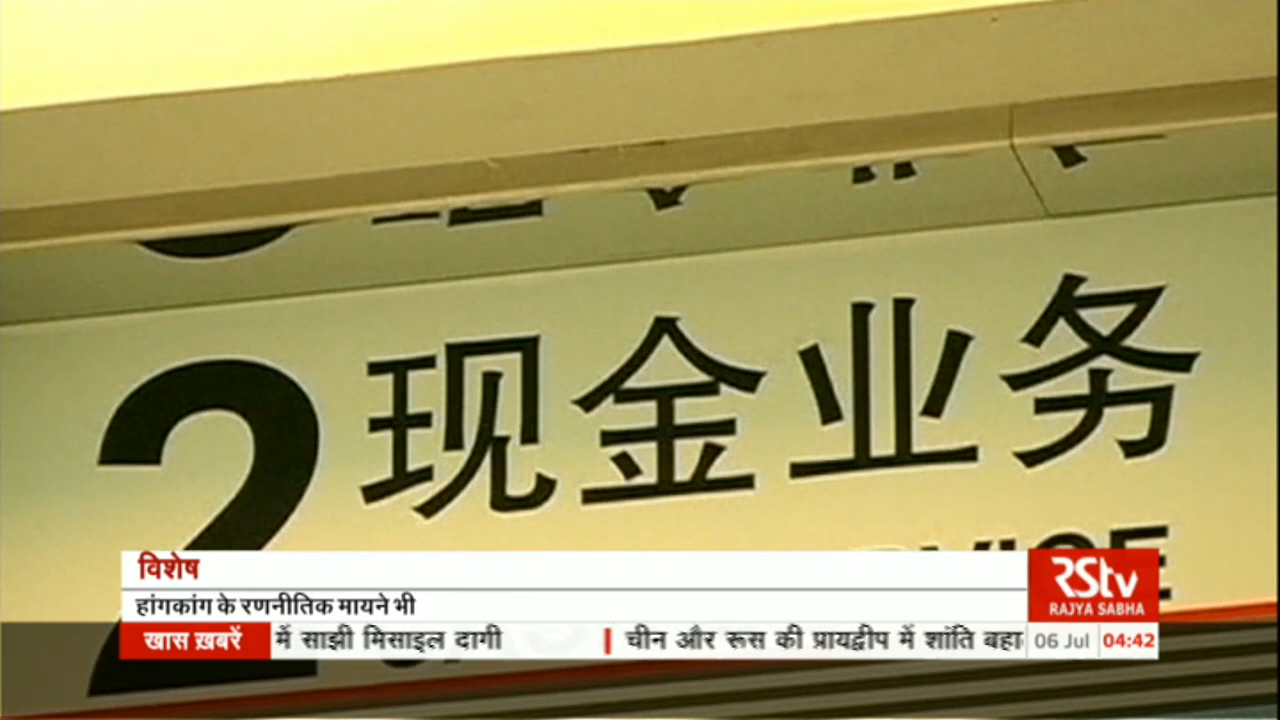 2 现金业务
विशेष
हांगकांग के रणनीतिक मायने भी
RSTV
RAJYA SABHA
खास ख़बरें
में साझी मिसाइल दागी | चीन और रूस की प्रायद्वीप में शांति बहा
06 Jul 04:42